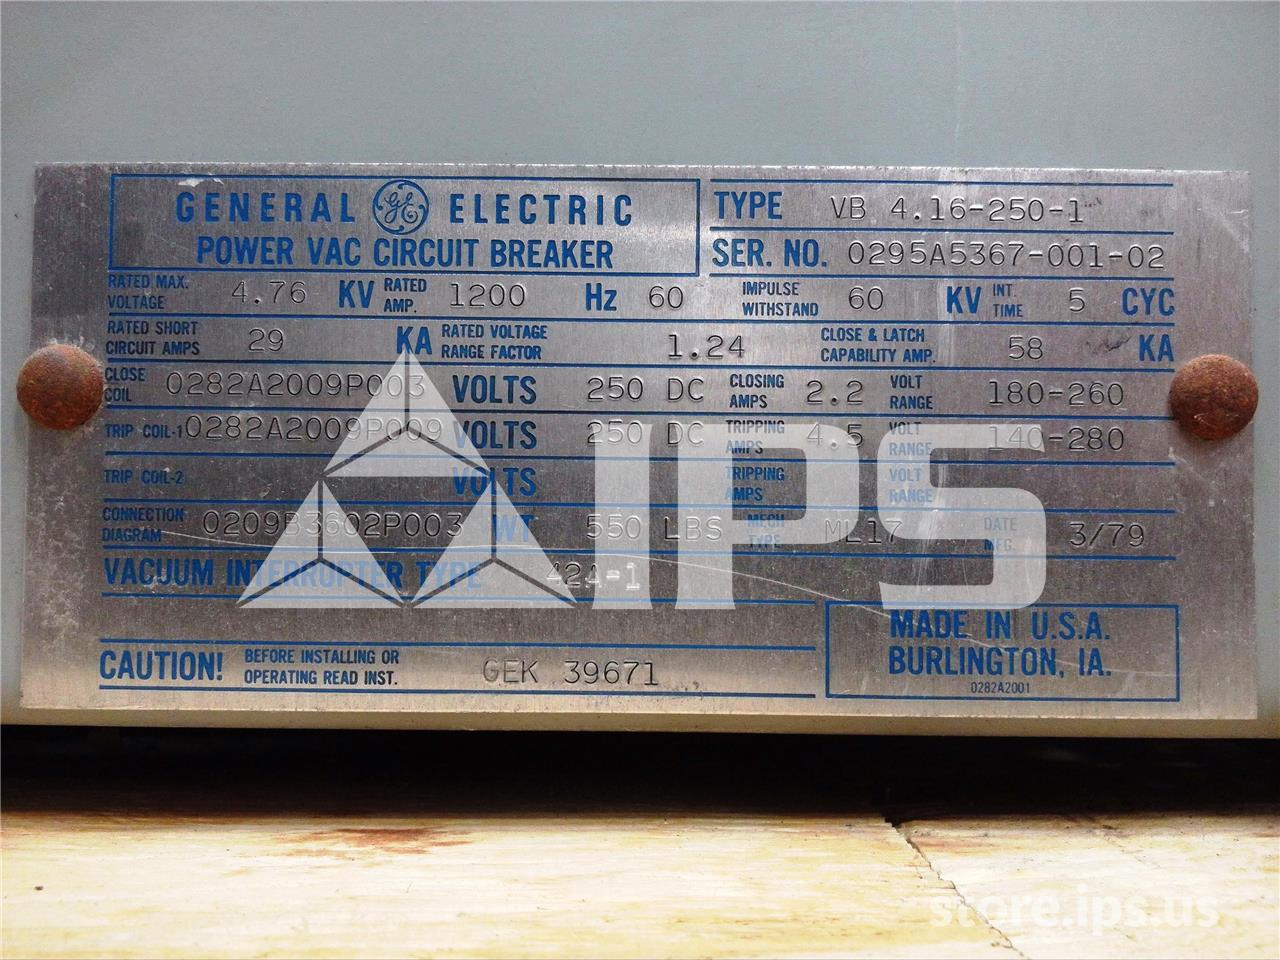 GENERAL GE ELECTRIC
POWER VAC CIRCUIT BREAKER
TYPE VB 4.16-250-1
SER. NO. 0295A5367-001-02
RATED MAX. VOLTAGE 4.76 KV RATED AMP. 1200 Hz 60 IMPULSE WITHSTAND 60 KV INT. TIME 5 CYC
RATED SHORT CIRCUIT AMPS 29 KA RATED VOLTAGE RANGE FACTOR 1.24 CLOSE & LATCH CAPABILITY AMP. 58 KA
CLOSE COIL 0282A2009P003 VOLTS 250 DC CLOSING AMPS 2.2 VOLT RANGE 180-260
TRIP COIL-1 0282A2009P009 VOLTS 250 DC TRIPPING AMPS 4.5 VOLT RANGE 140-280
TRIP COIL-2 VOLTS TRIPPING AMPS VOLT RANGE
CONNECTION DIAGRAM 0209B3602P003 WT 550 LBS MECH TYPE ML17 DATE MFG. 3/79
VACUUM INTERRUPTER TYPE 42A-1
IPS
CAUTION! BEFORE INSTALLING OR OPERATING READ INST. GEK 39671
MADE IN U.S.A.
BURLINGTON, IA.
0282A2001
store.ips.us